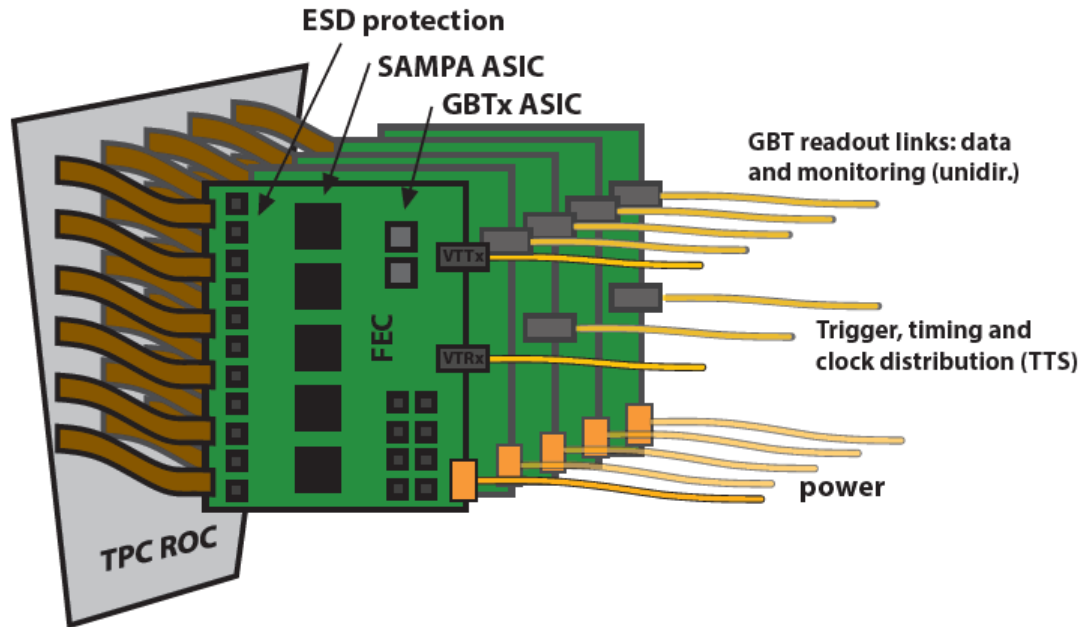 ESD protection
SAMPA ASIC
GBTx ASIC
GBT readout links: data
and monitoring (unidir.)
VTTx
FEC
VTRx
Trigger, timing and
clock distribution (TTS)
power
TPC ROC